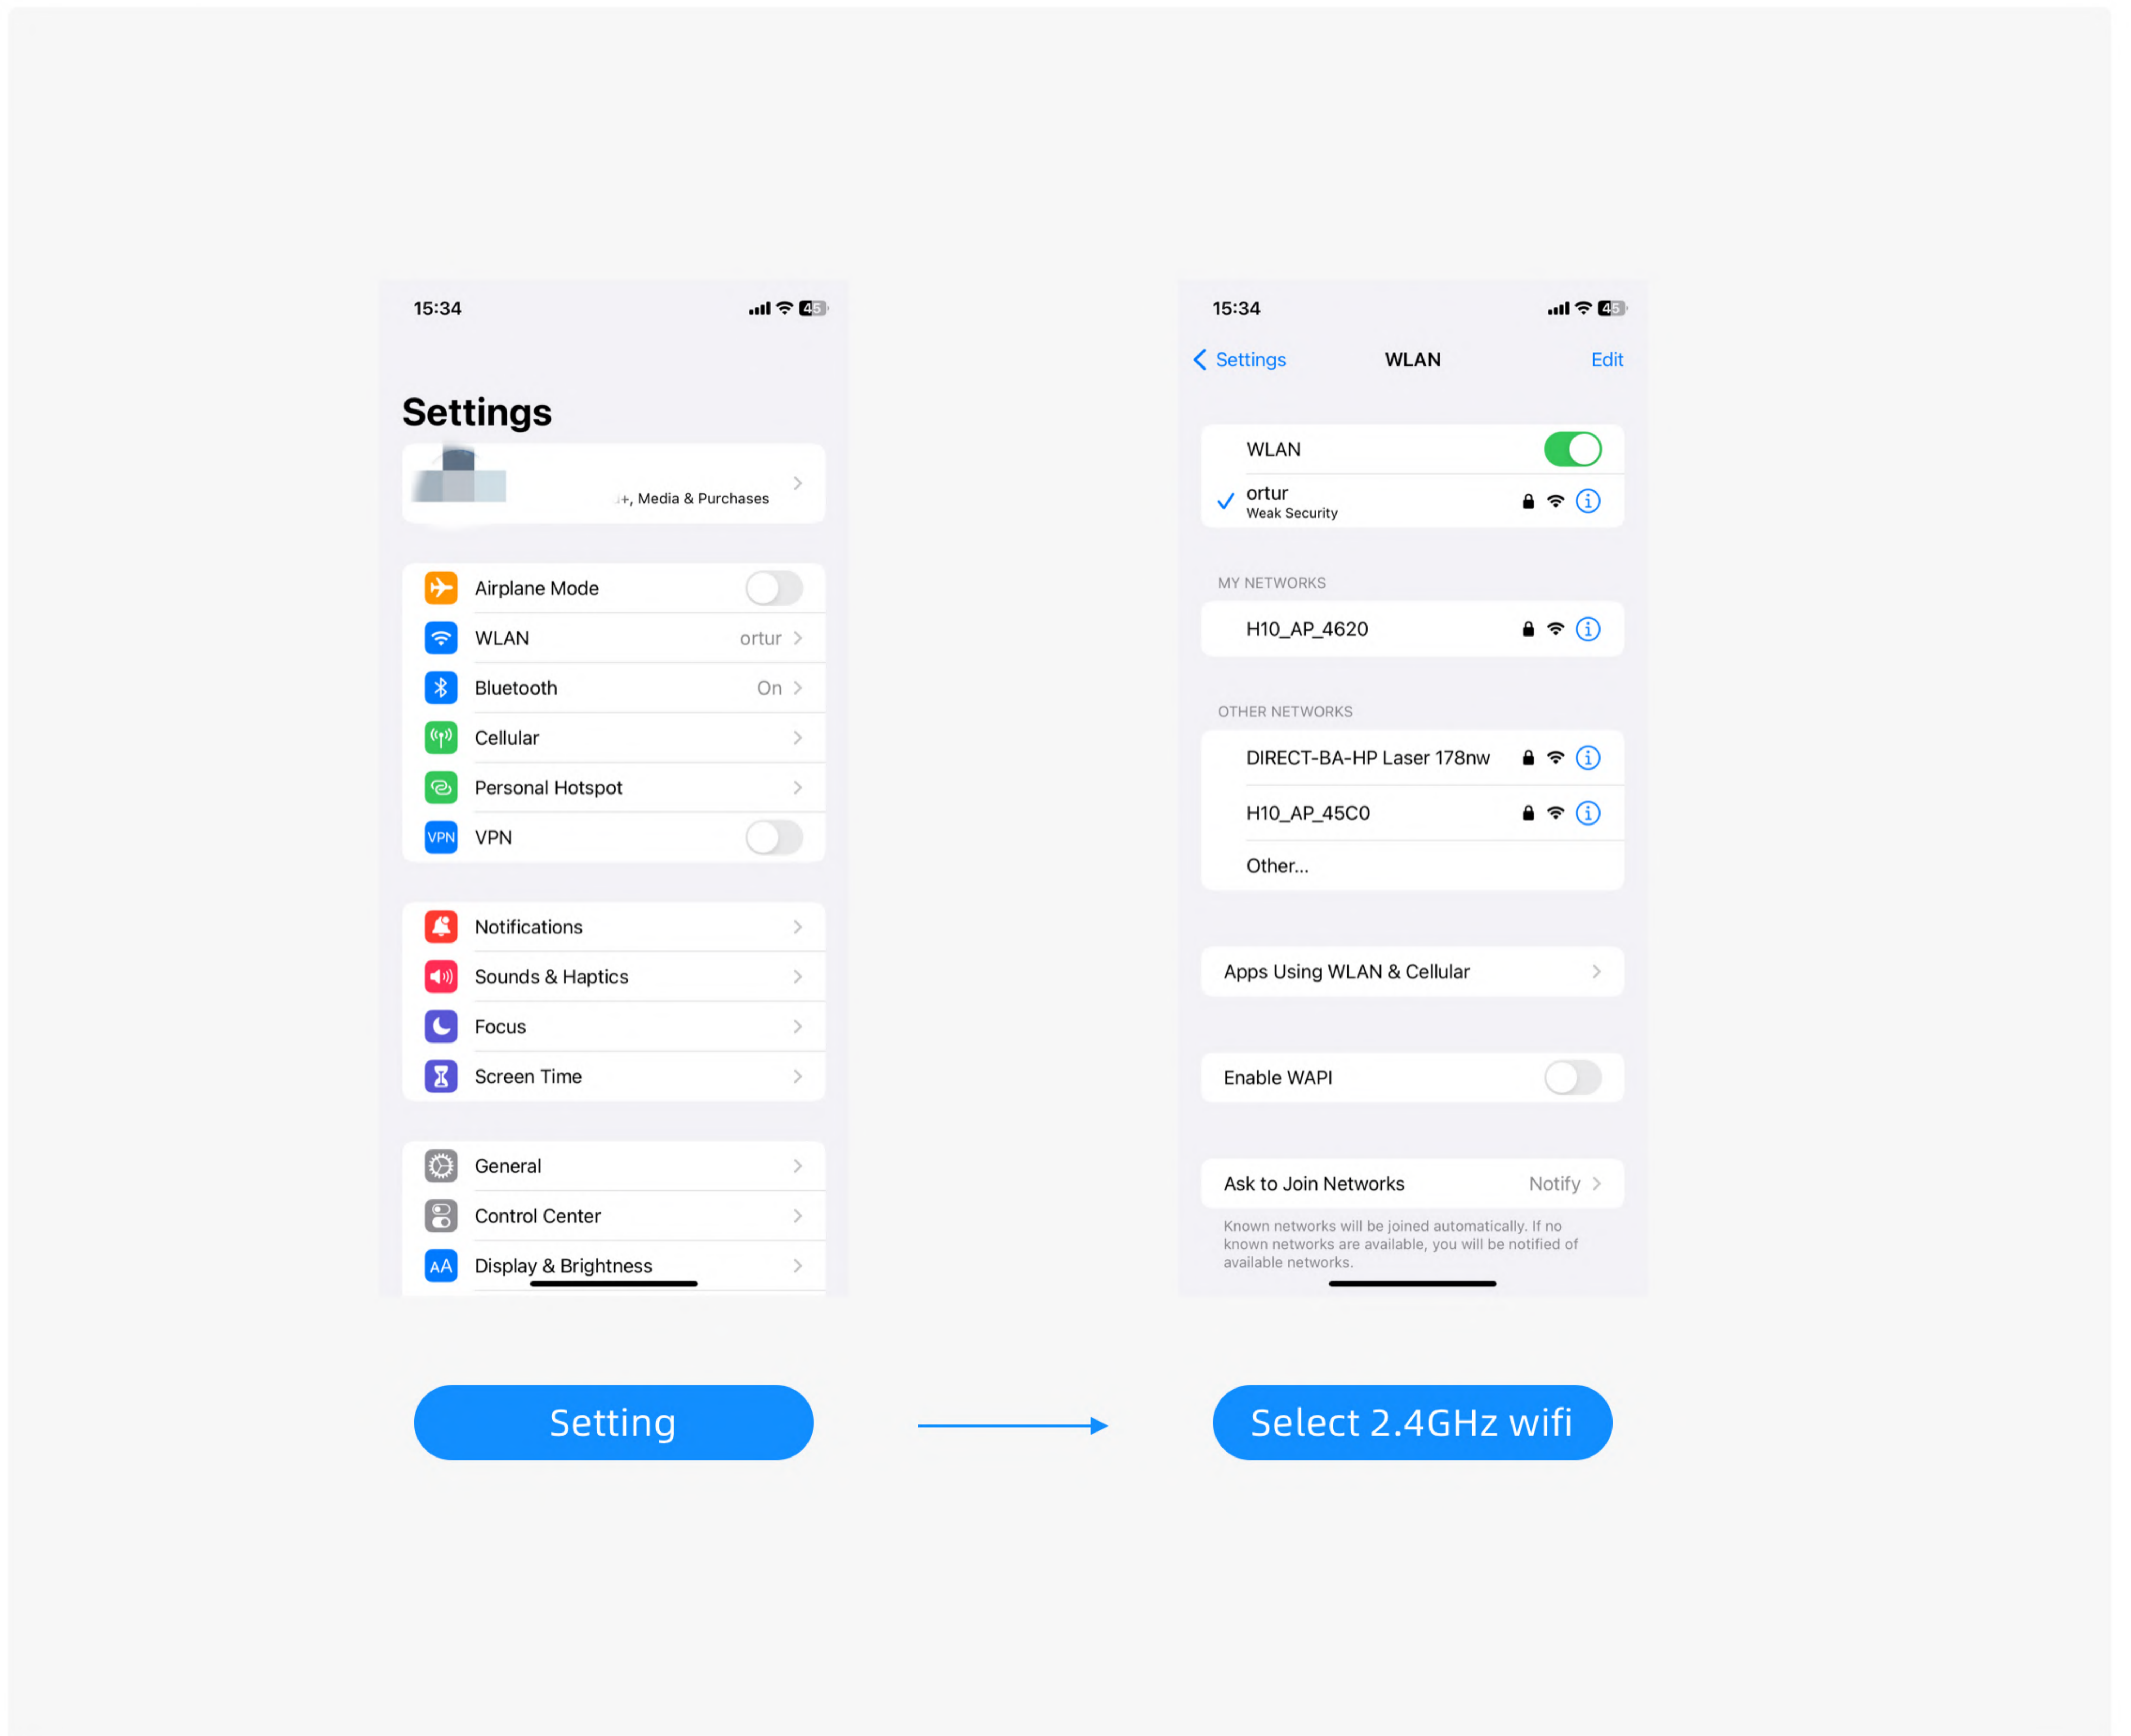 15:34
45
Settings
+, Media & Purchases
Airplane Mode
WLAN ortur
Bluetooth On
Cellular
Personal Hotspot
VPN VPN
Notifications
Sounds & Haptics
Focus
Screen Time
General
Control Center
AA Display & Brightness
Setting
15:34
45
Settings WLAN Edit
WLAN
ortur
Weak Security
MY NETWORKS
H10_AP_4620
OTHER NETWORKS
DIRECT-BA-HP Laser 178nw
H10_AP_45C0
Other...
Apps Using WLAN & Cellular
Enable WAPI
Ask to Join Networks Notify
Known networks will be joined automatically. If no
known networks are available, you will be notified of
available networks.
Select 2.4GHz wifi